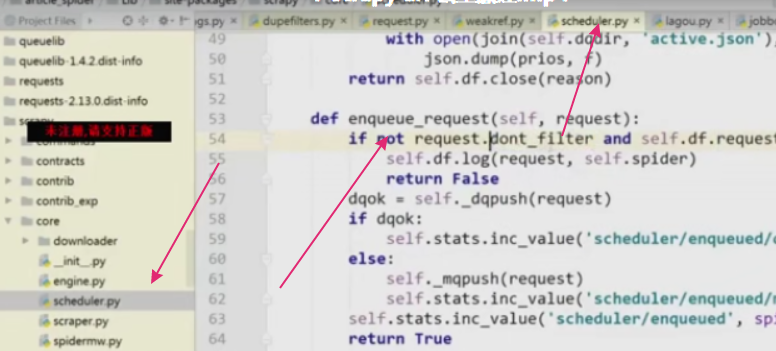 article_spider
Lib
site-packages
scrapy
Project Files
gs.py
dupefilters.py
request.py
weakref.py
scheduler.py
lagou.py
queuelib
queuelib-1.4.2.dist-info
requests
requests-2.13.0.dist-info
未注册,请支持正版
commands
contracts
contrib
contrib_exp
core
downloader
__init__.py
engine.py
scheduler.py
scraper.py
spidermw.py
49 with open(join(self.dqdir, 'active.json')
50 json.dump(prios, f)
51 return self.df.close(reason)
52
53 def enqueue_request(self, request):
54 if not request.dont_filter and self.df.request
55 self.df.log(request, self.spider)
56 return False
57 dqok = self._dqpush(request)
58 if dqok:
59 self.stats.inc_value('scheduler/enqueued/
60 else:
61 self._mqpush(request)
62 self.stats.inc_value('scheduler/enqueued/
63 self.stats.inc_value('scheduler/enqueued', spi
64 return True